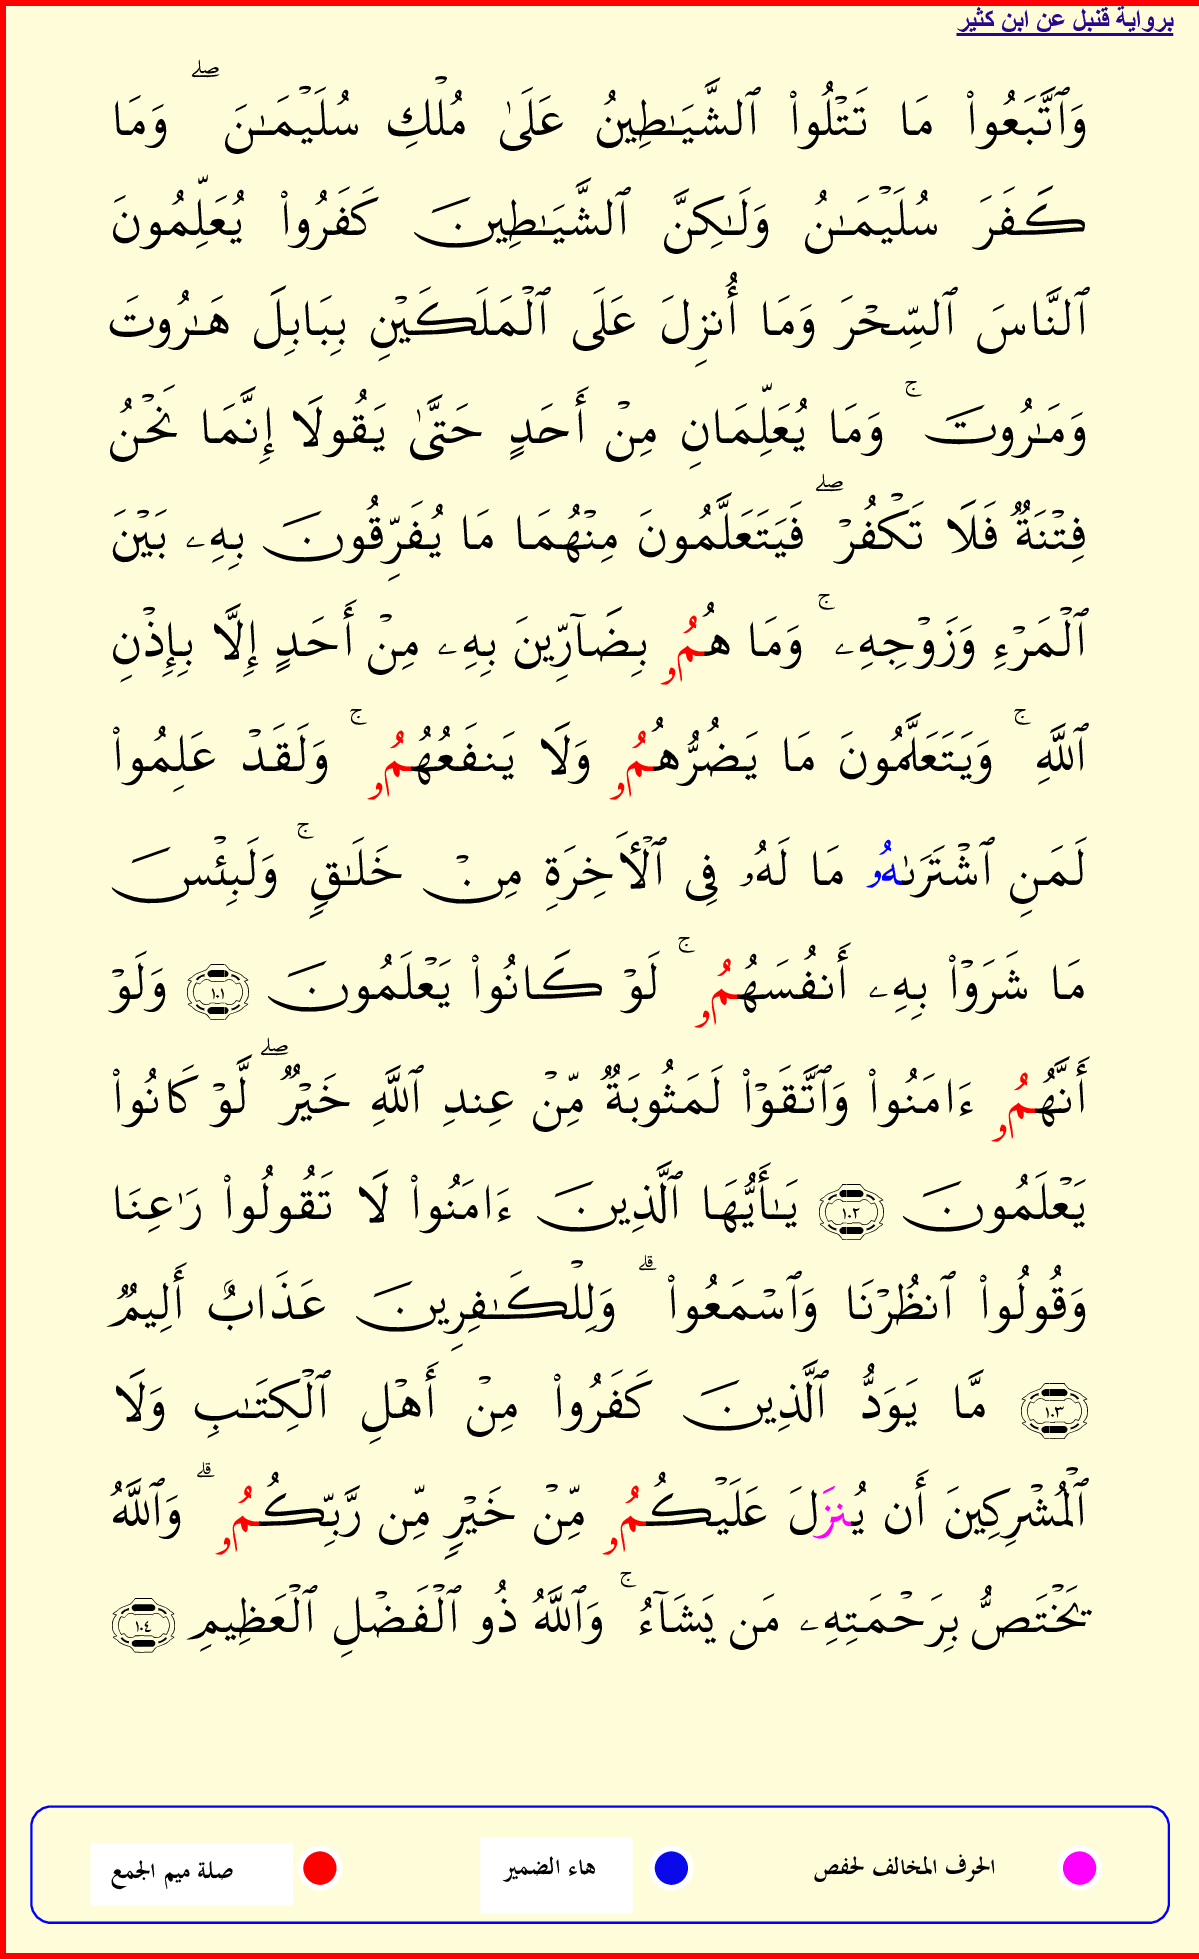 برواية قنبل عن ابن كثير
وَٱتَّبَعُوا۟ مَا تَتْلُوا۟ ٱلشَّيَـٰطِينُ عَلَىٰ مُلْكِ سُلَيْمَـٰنَ ۖ وَمَا
كَفَرَ سُلَيْمَـٰنُ وَلَـٰكِنَّ ٱلشَّيَـٰطِينَ كَفَرُوا۟ يُعَلِّمُونَ
ٱلنَّاسَ ٱلسِّحْرَ وَمَا أُنزِلَ عَلَى ٱلْمَلَكَيْنِ بِبَابِلَ هَـٰرُوتَ
وَمَـٰرُوتَ ۚ وَمَا يُعَلِّمَانِ مِنْ أَحَدٍ حَتَّىٰ يَقُولَا إِنَّمَا نَحْنُ
فِتْنَةٌ فَلَا تَكْفُرْ ۖ فَيَتَعَلَّمُونَ مِنْهُمَا مَا يُفَرِّقُونَ بِهِۦ بَيْنَ
ٱلْمَرْءِ وَزَوْجِهِۦ ۚ وَمَا هُمُۥ بِضَآرِّينَ بِهِۦ مِنْ أَحَدٍ إِلَّا بِإِذْنِ
ٱللَّهِ ۚ وَيَتَعَلَّمُونَ مَا يَضُرُّهُمُۥ وَلَا يَنفَعُهُمُۥ ۚ وَلَقَدْ عَلِمُوا۟
لَمَنِ ٱشْتَرَىٰهُۥ مَا لَهُۥ فِى ٱلْأَخِرَةِ مِنْ خَلَـٰقٍ ۚ وَلَبِئْسَ
مَا شَرَوْا۟ بِهِۦ أَنفُسَهُمُۥ ۚ لَوْ كَانُوا۟ يَعْلَمُونَ ١٠١ وَلَوْ
أَنَّهُمُۥ ءَامَنُوا۟ وَٱتَّقَوْا۟ لَمَثُوبَةٌ مِّنْ عِندِ ٱللَّهِ خَيْرٌ ۖ لَّوْ كَانُوا۟
يَعْلَمُونَ ١٠٢ يَـٰأَيُّهَا ٱلَّذِينَ ءَامَنُوا۟ لَا تَقُولُوا۟ رَٰعِنَا
وَقُولُوا۟ ٱنظُرْنَا وَٱسْمَعُوا۟ ۗ وَلِلْكَـٰفِرِينَ عَذَابٌ أَلِيمٌ
١٠٣ مَّا يَوَدُّ ٱلَّذِينَ كَفَرُوا۟ مِنْ أَهْلِ ٱلْكِتَـٰبِ وَلَا
ٱلْمُشْرِكِينَ أَن يُنزَلَ عَلَيْكُمُۥ مِّنْ خَيْرٍ مِّن رَّبِّكُمُۥ ۗ وَٱللَّهُ
يَخْتَصُّ بِرَحْمَتِهِۦ مَن يَشَآءُ ۚ وَٱللَّهُ ذُو ٱلْفَضْلِ ٱلْعَظِيمِ ١٠٤
الحرف المخالف لحفص هاء الضمير صلة ميم الجمع